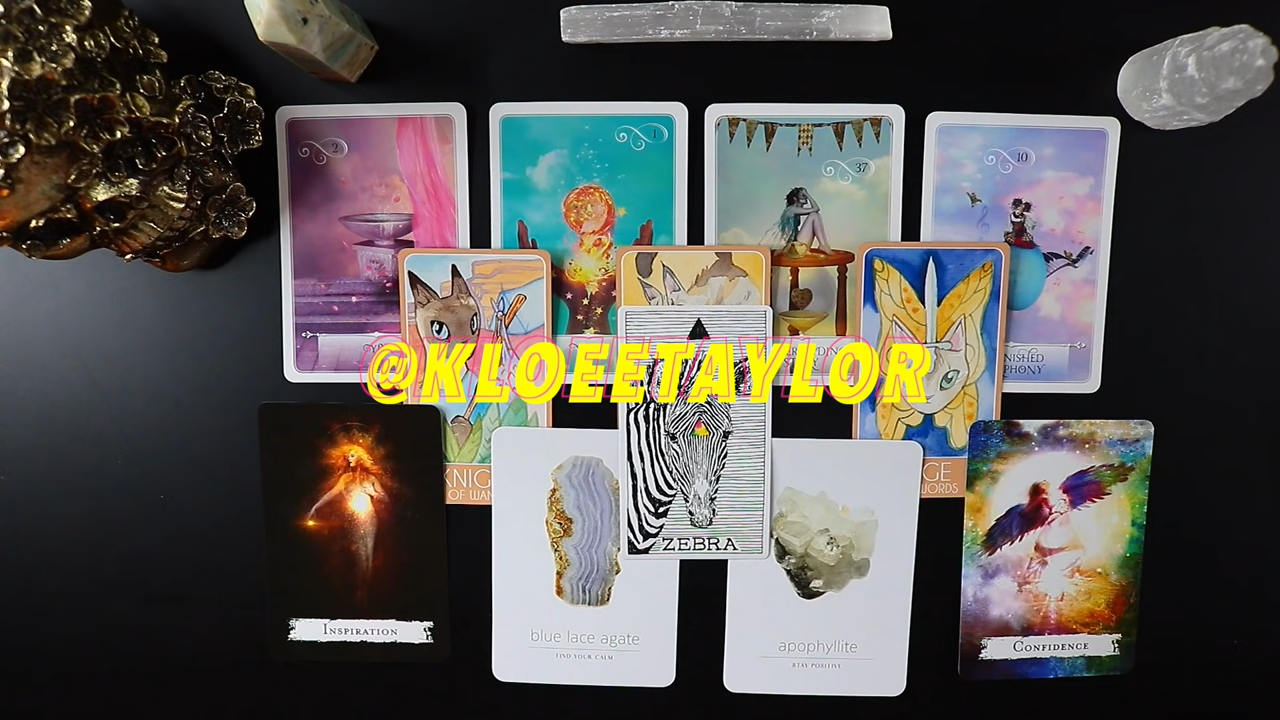 2
1
37
10
@KLOEETAYLOR
NISHED
PHONY
KNIG
OF WAN
GE
WORDS
ZEBRA
INSPIRATION
blue lace agate
FIND YOUR CALM
apophyllite
STAY POSITIVE
CONFIDENCE